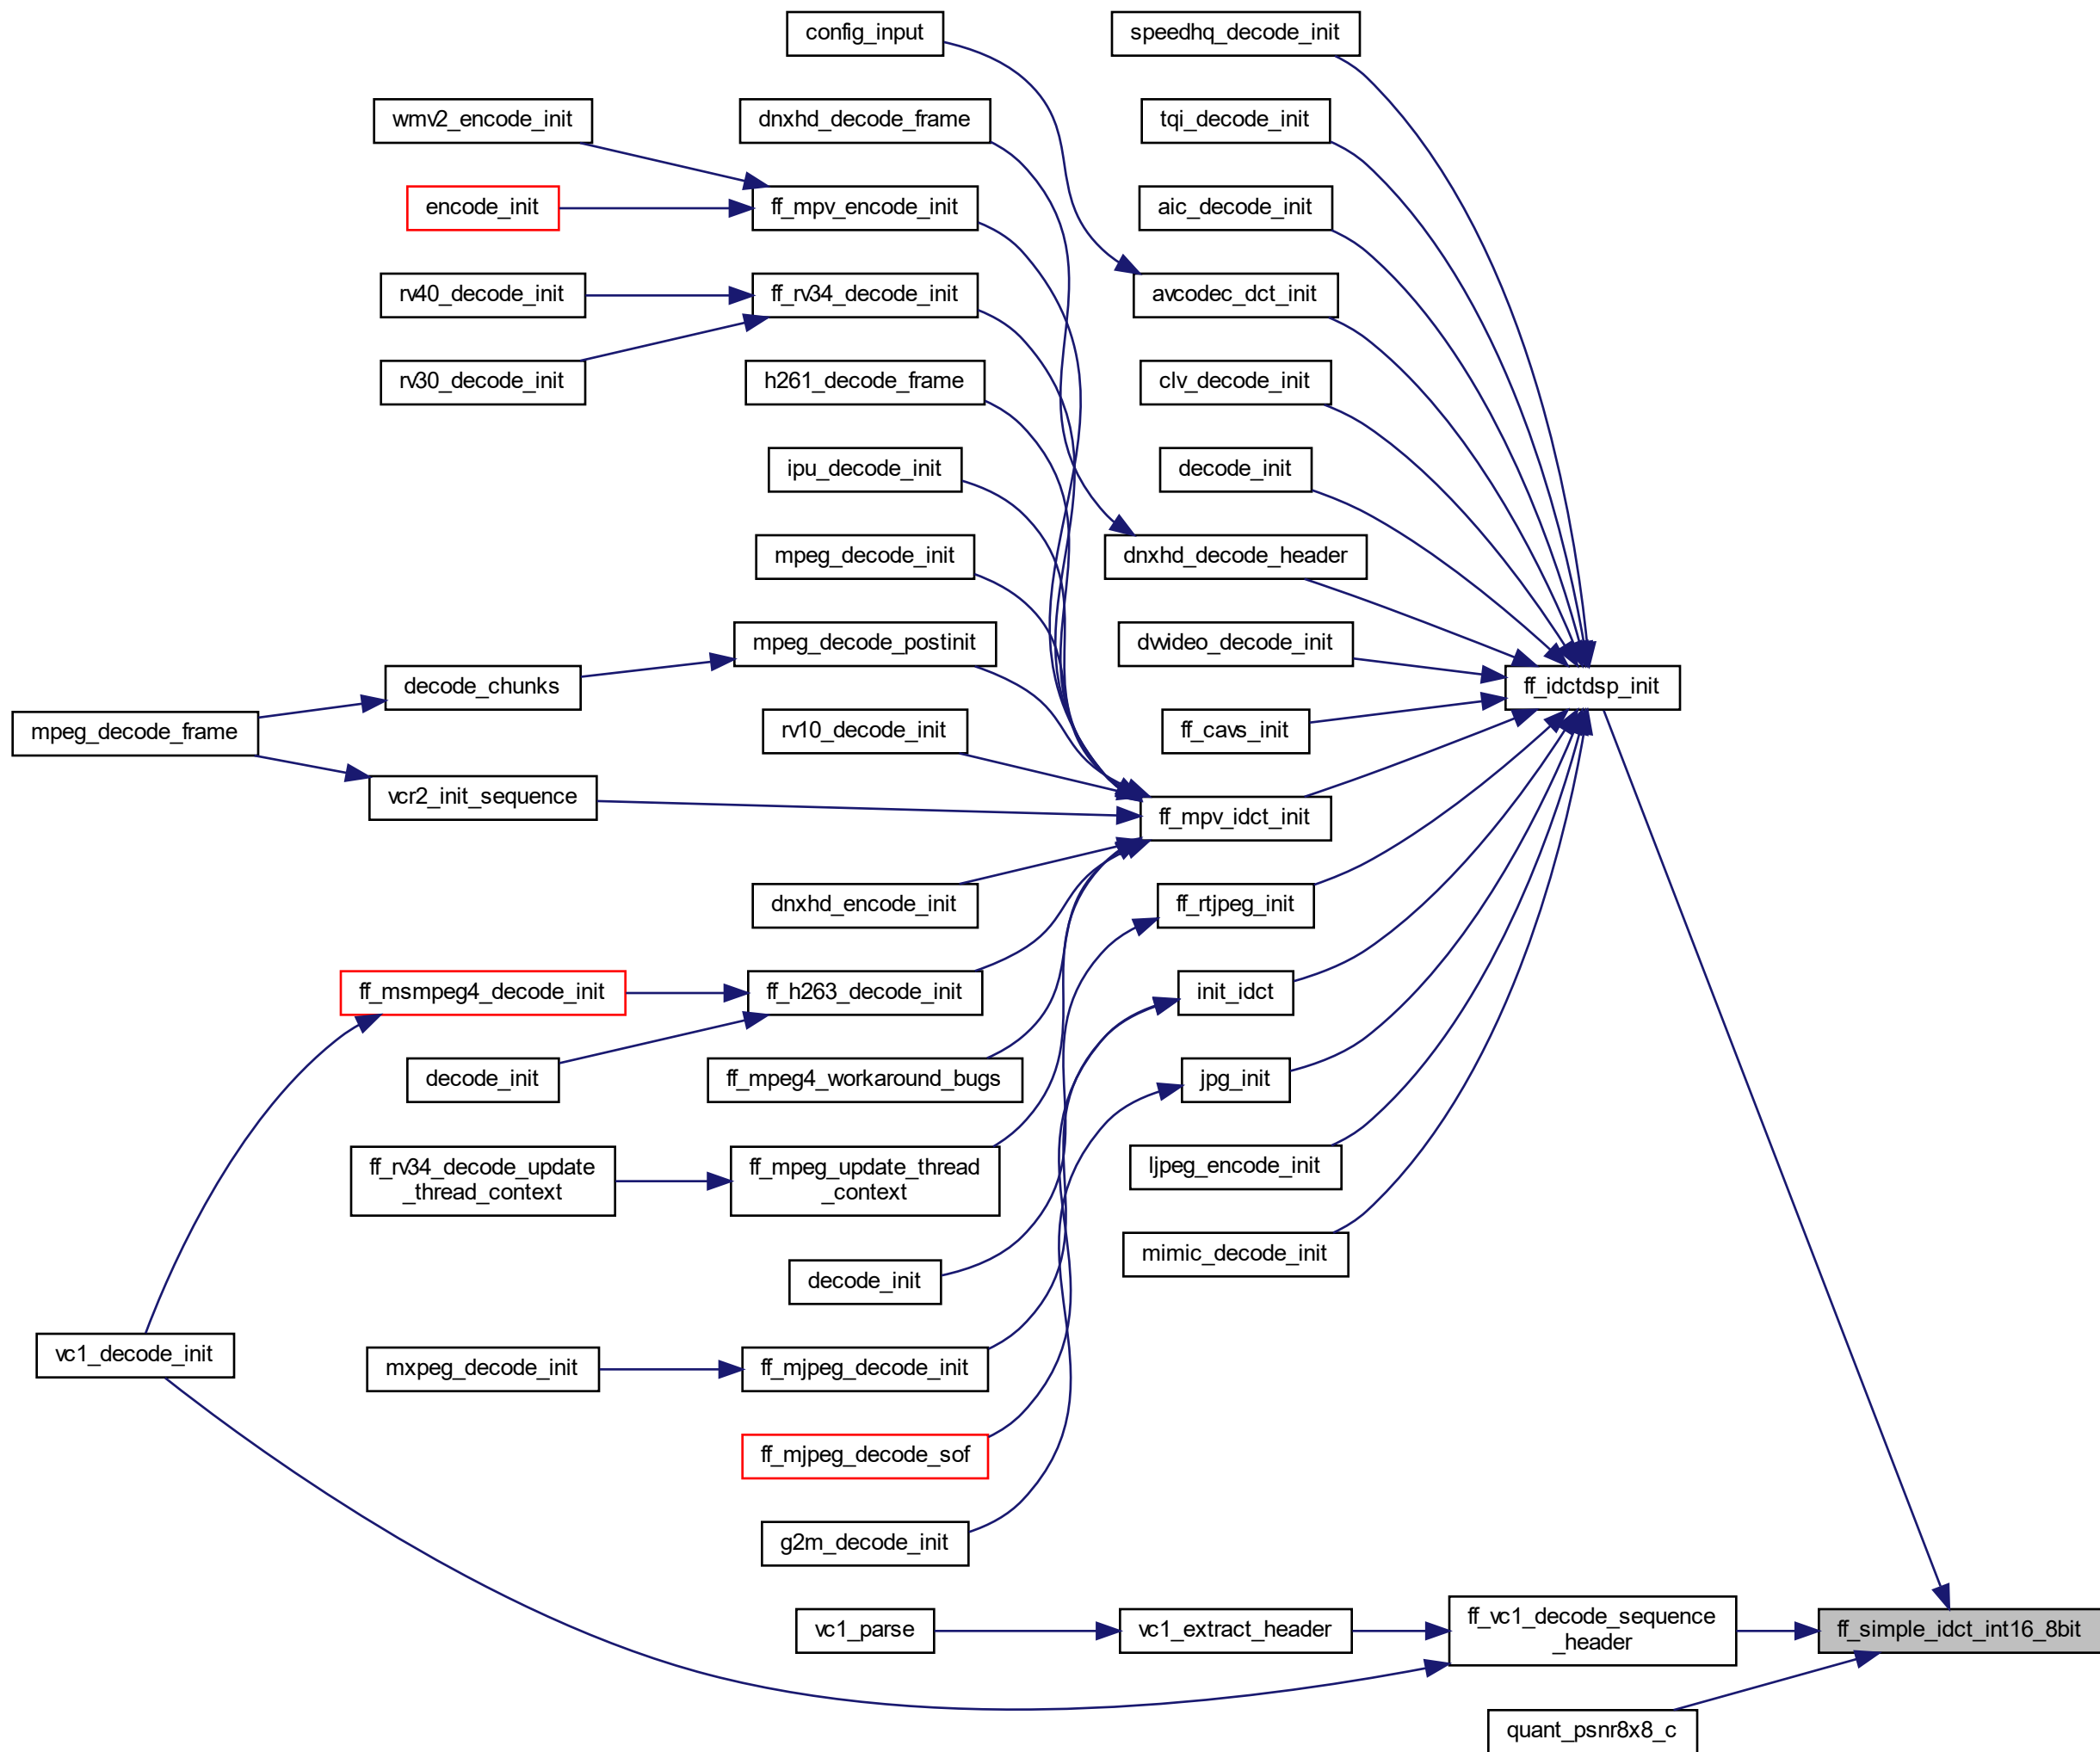 config_input
speedhq_decode_init
wmv2_encode_init
dnxhd_decode_frame
tqi_decode_init
encode_init
ff_mpv_encode_init
aic_decode_init
rv40_decode_init
ff_rv34_decode_init
avcodec_dct_init
rv30_decode_init
h261_decode_frame
clv_decode_init
ipu_decode_init
decode_init
mpeg_decode_init
dnxhd_decode_header
mpeg_decode_postinit
dvvideo_decode_init
decode_chunks
ff_idctdsp_init
mpeg_decode_frame
rv10_decode_init
ff_cavs_init
vcr2_init_sequence
ff_mpv_idct_init
dnxhd_encode_init
ff_rtjpeg_init
ff_msmpeg4_decode_init
ff_h263_decode_init
init_idct
decode_init
ff_mpeg4_workaround_bugs
jpg_init
ff_rv34_decode_update
_thread_context
ff_mpeg_update_thread
_context
ljpeg_encode_init
decode_init
mimic_decode_init
vc1_decode_init
mxpeg_decode_init
ff_mjpeg_decode_init
ff_mjpeg_decode_sof
g2m_decode_init
vc1_parse
vc1_extract_header
ff_vc1_decode_sequence
_header
ff_simple_idct_int16_8bit
quant_psnr8x8_c